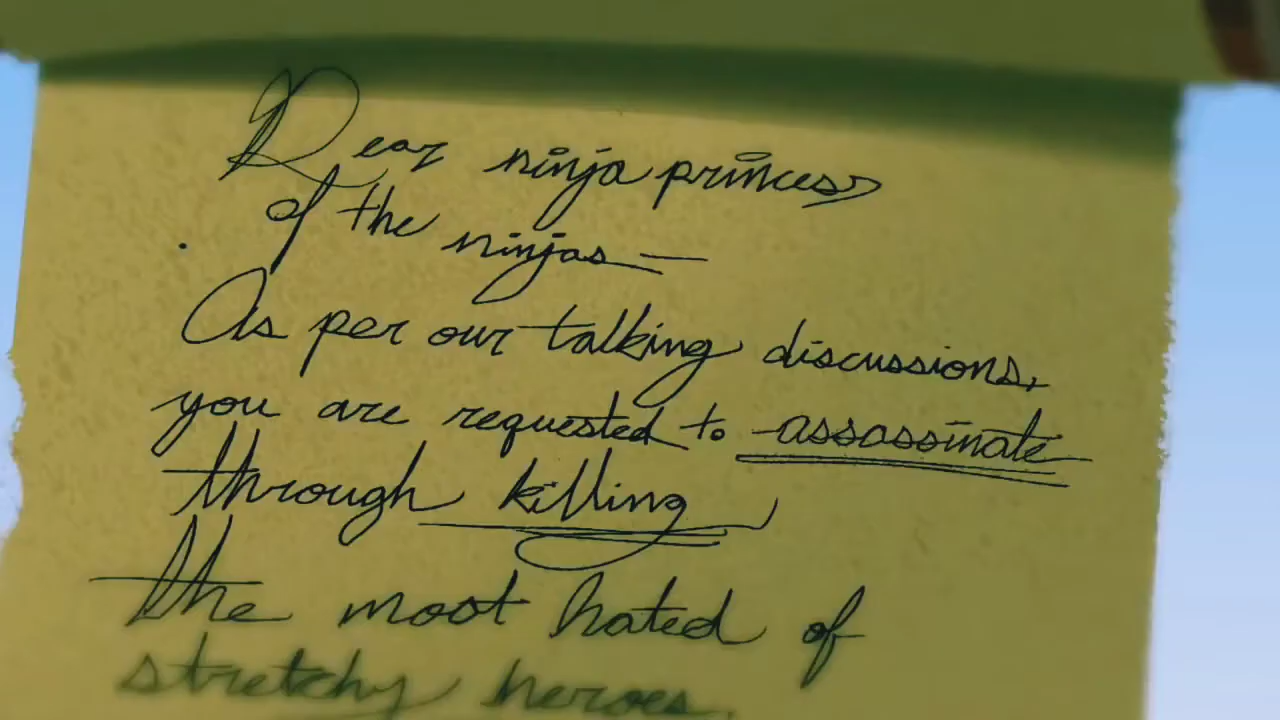 Dear ninja princess
of the ninjas—
As per our talking discussions,
you are requested to assassinate
through killing
the most hated of
stretchy heroes,